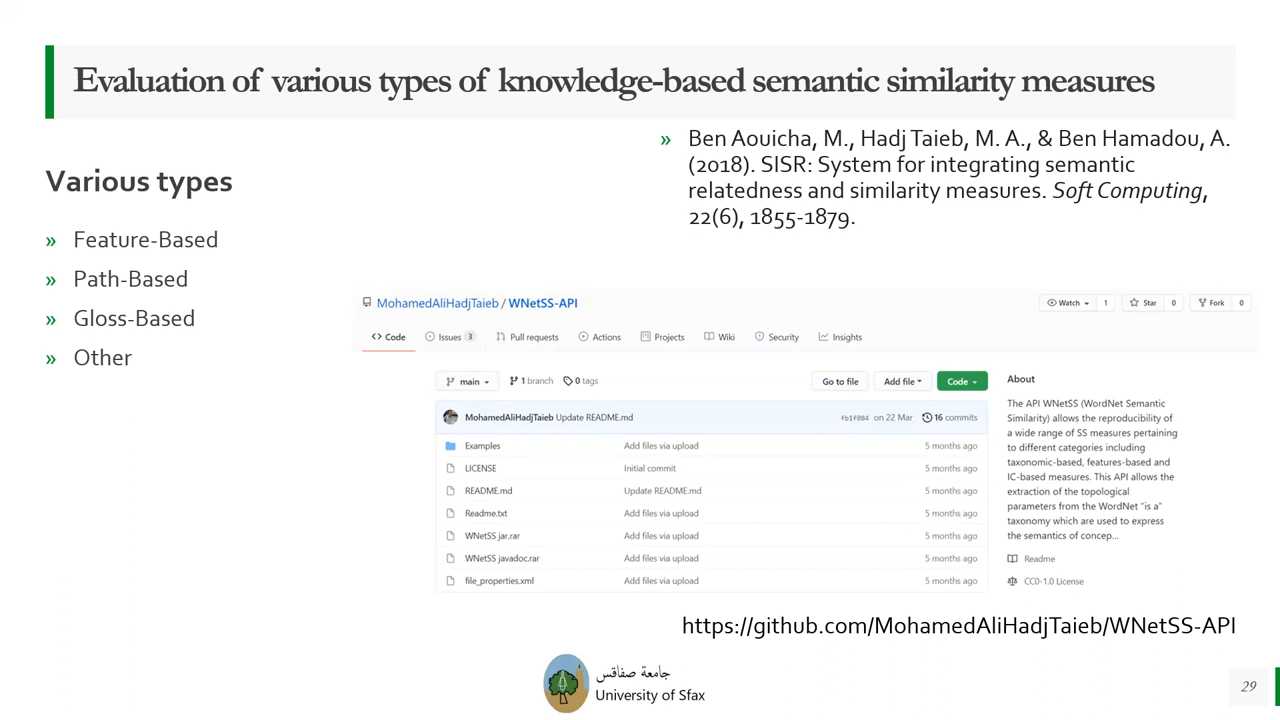 Evaluation of various types of knowledge-based semantic similarity measures
Various types
» Feature-Based
» Path-Based
» Gloss-Based
» Other
» Ben Aouicha, M., Hadj Taieb, M. A., & Ben Hamadou, A.
(2018). SISR: System for integrating semantic
relatedness and similarity measures. Soft Computing,
22(6), 1855-1879.
MohamedAliHadjTaieb / WNetSS-API
Watch 1 Star 0 Fork 0
Code Issues 3 Pull requests Actions Projects Wiki Security Insights
main 1 branch 0 tags Go to file Add file Code
MohamedAliHadjTaieb Update README.md fb1f084 on 22 Mar 16 commits
Examples Add files via upload 5 months ago
LICENSE Initial commit 5 months ago
README.md Update README.md 5 months ago
Readme.txt Add files via upload 5 months ago
WNetSS jar.rar Add files via upload 5 months ago
WNetSS javadoc.rar Add files via upload 5 months ago
file_properties.xml Add files via upload 5 months ago
About
The API WNetSS (WordNet Semantic
Similarity) allows the reproducibility of
a wide range of SS measures pertaining
to different categories including
taxonomic-based, features-based and
IC-based measures. This API allows the
extraction of the topological
parameters from the WordNet "is a"
taxonomy which are used to express
the semantics of concep...
Readme
CC0-1.0 License
https://github.com/MohamedAliHadjTaieb/WNetSS-API
جامعة صفاقس
University of Sfax
29